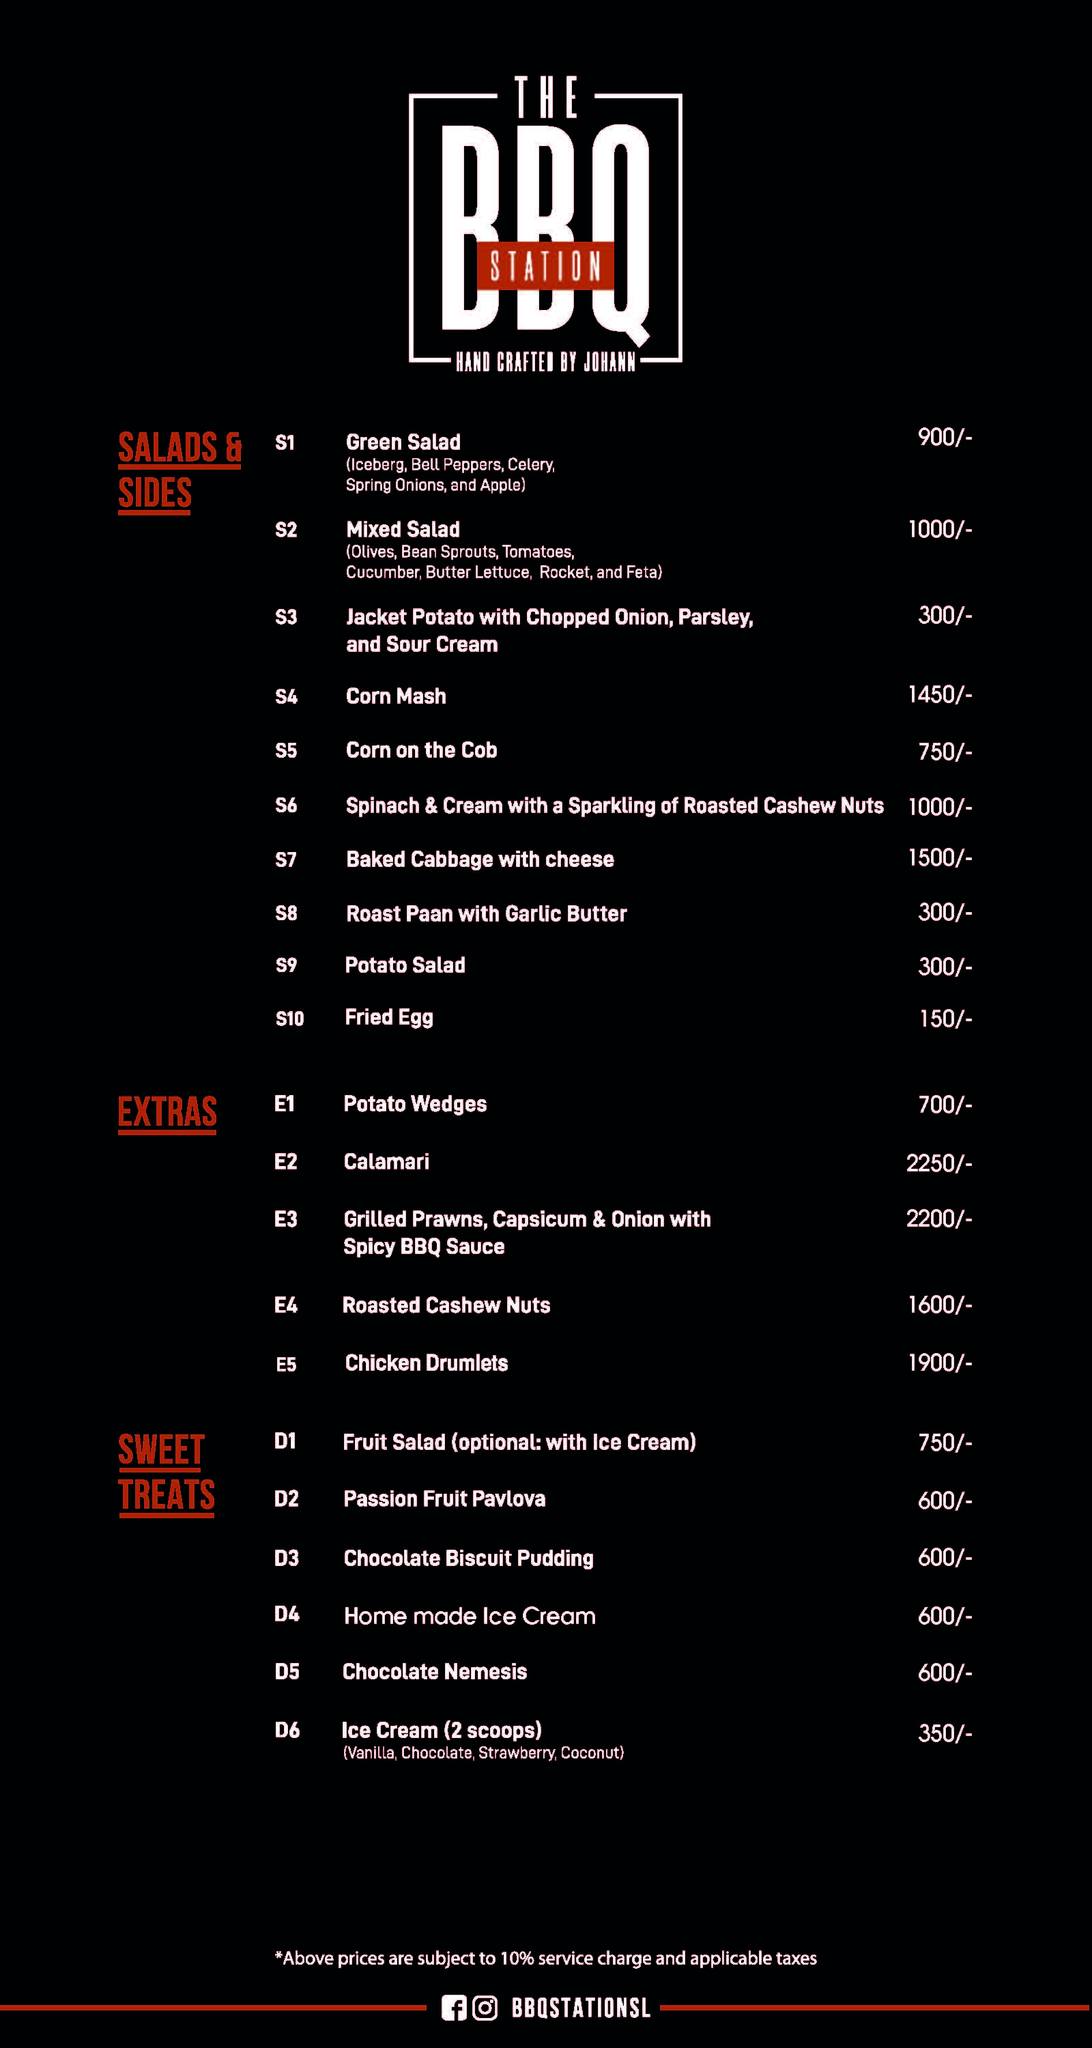 THE
BBQ
STATION
HAND CRAFTED BY JOHANN
SALADS &
SIDES
S1 Green Salad 900/-
(Iceberg, Bell Peppers, Celery,
Spring Onions, and Apple)
S2 Mixed Salad 1000/-
(Olives, Bean Sprouts, Tomatoes,
Cucumber, Butter Lettuce, Rocket, and Feta)
S3 Jacket Potato with Chopped Onion, Parsley, 300/-
and Sour Cream
S4 Corn Mash 1450/-
S5 Corn on the Cob 750/-
S6 Spinach & Cream with a Sparkling of Roasted Cashew Nuts 1000/-
S7 Baked Cabbage with cheese 1500/-
S8 Roast Paan with Garlic Butter 300/-
S9 Potato Salad 300/-
S10 Fried Egg 150/-
EXTRAS
E1 Potato Wedges 700/-
E2 Calamari 2250/-
E3 Grilled Prawns, Capsicum & Onion with 2200/-
Spicy BBQ Sauce
E4 Roasted Cashew Nuts 1600/-
E5 Chicken Drumlets 1900/-
SWEET
TREATS
D1 Fruit Salad (optional: with Ice Cream) 750/-
D2 Passion Fruit Pavlova 600/-
D3 Chocolate Biscuit Pudding 600/-
D4 Home made Ice Cream 600/-
D5 Chocolate Nemesis 600/-
D6 Ice Cream (2 scoops) 350/-
(Vanilla, Chocolate, Strawberry, Coconut)
*Above prices are subject to 10% service charge and applicable taxes
BBQSTATIONSL